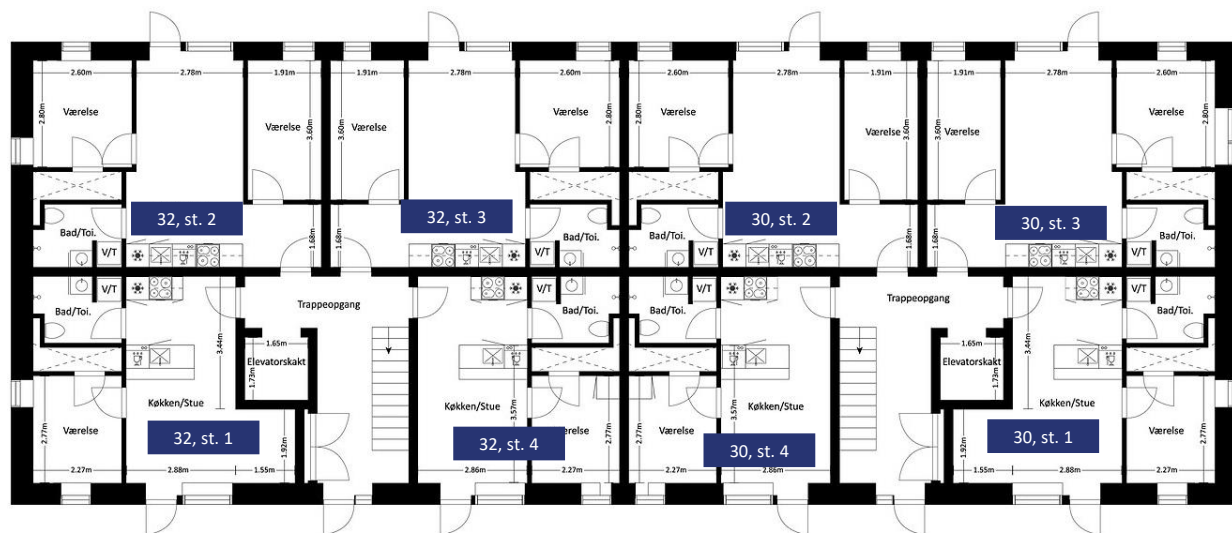 2.60m 2.78m 1.91m 1.91m 2.78m 2.60m 2.60m 2.78m 1.91m 1.91m 2.78m 2.60m
2.80m Værelse Værelse 3.60m 3.60m Værelse Værelse 2.80m 2.80m Værelse Værelse 3.60m 3.60m Værelse Værelse 2.80m
32, st. 2 32, st. 3 30, st. 2 30, st. 3
Bad/Toi. 1.68m 1.68m Bad/Toi. Bad/Toi. 1.68m 1.68m Bad/Toi.
V/T V/T V/T V/T
V/T V/T V/T V/T
Bad/Toi. Trappeopgang Bad/Toi. Bad/Toi. Trappeopgang Bad/Toi.
3.44m 1.65m 1.65m 3.44m
Elevatorskakt Elevatorskakt
1.73m 1.73m
Køkken/Stue Køkken/Stue 3.57m 3.57m Køkken/Stue Køkken/Stue
2.77m Værelse 32, st. 1 1.92m 32, st. 4 Værelse 2.77m 2.77m Værelse 30, st. 4 1.92m 30, st. 1 Værelse 2.77m
2.27m 2.88m 1.55m 2.86m 2.27m 2.27m 2.86m 1.55m 2.88m 2.27m